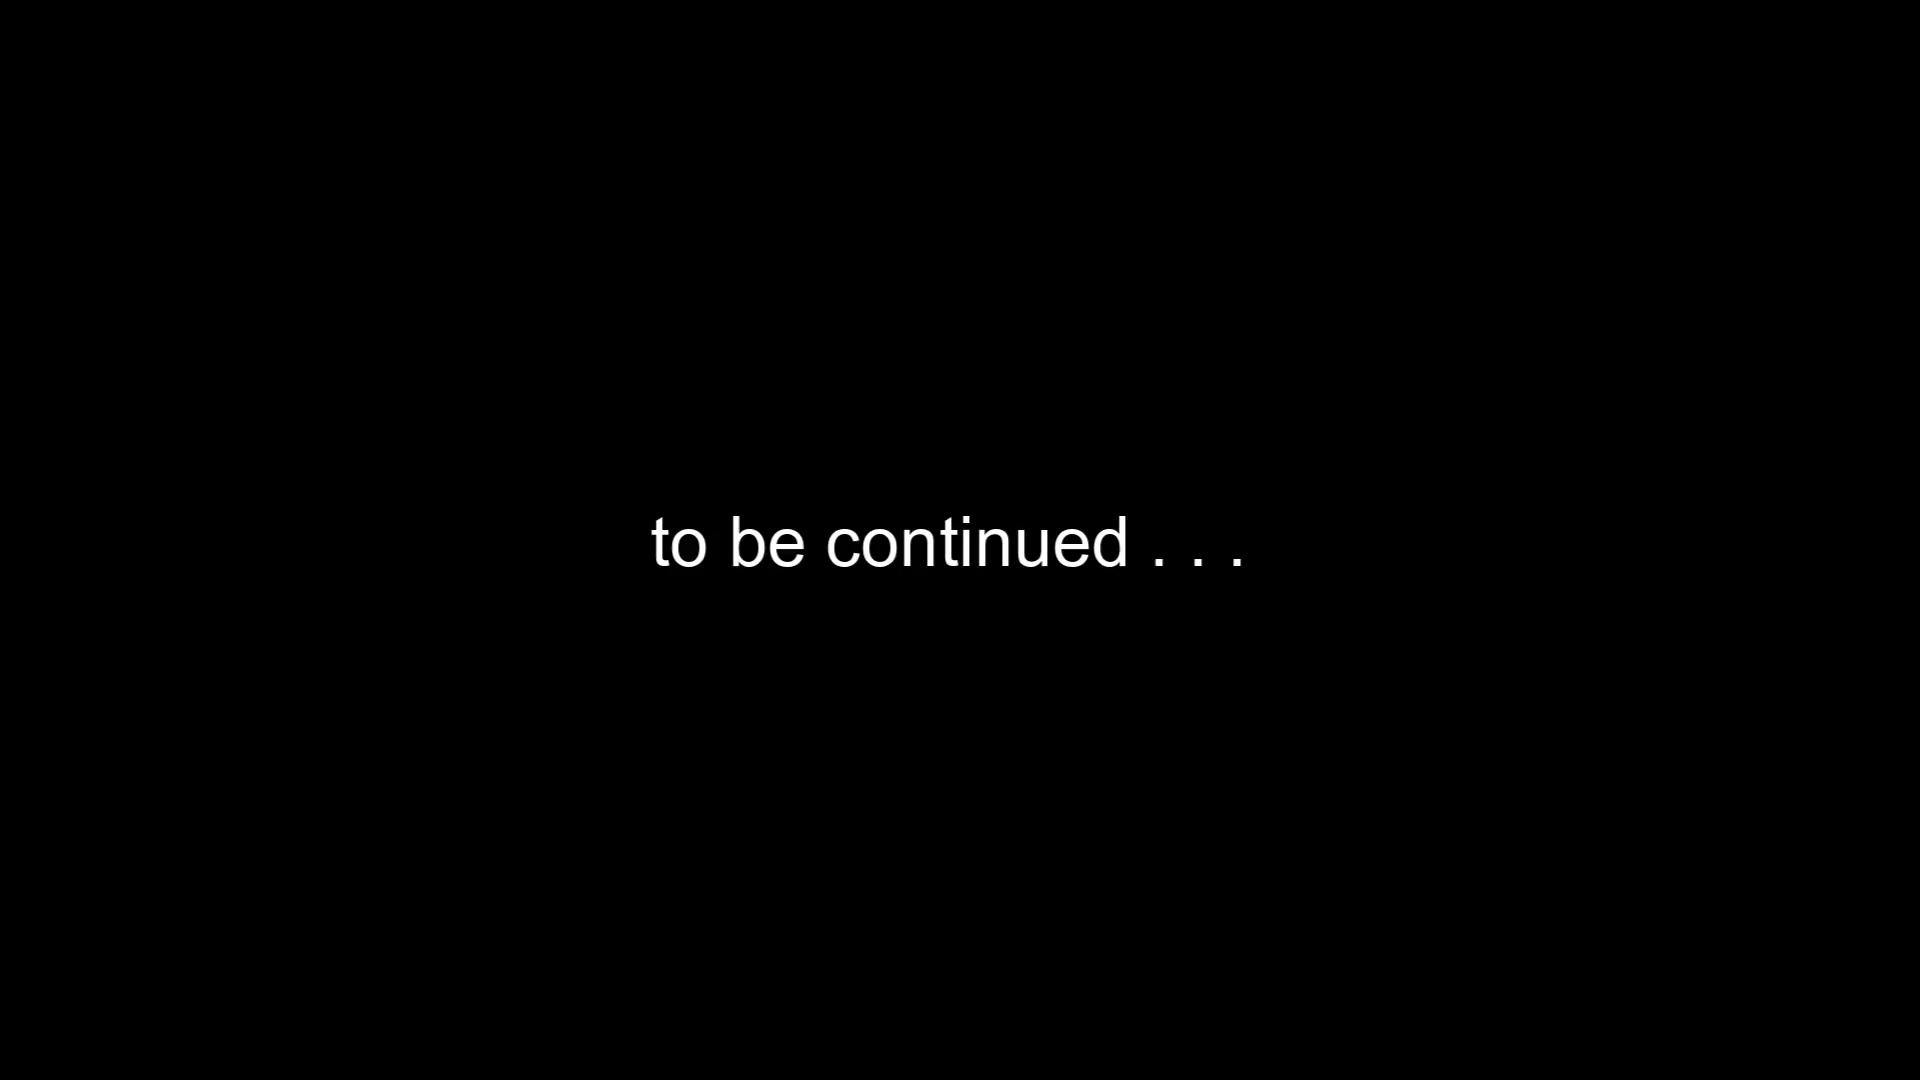 to be continued . . .